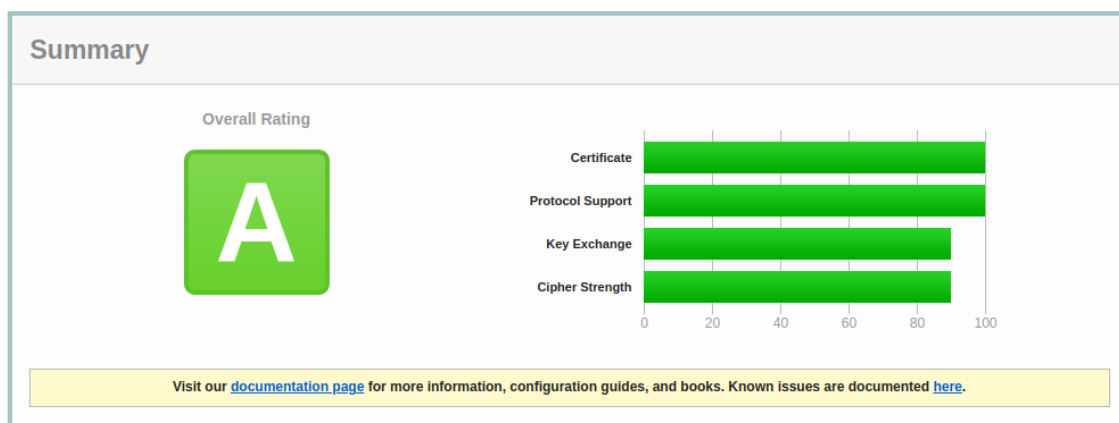 Summary
Overall Rating
A
Certificate
Protocol Support
Key Exchange
Cipher Strength
0 20 40 60 80 100
Visit our documentation page for more information, configuration guides, and books. Known issues are documented here.